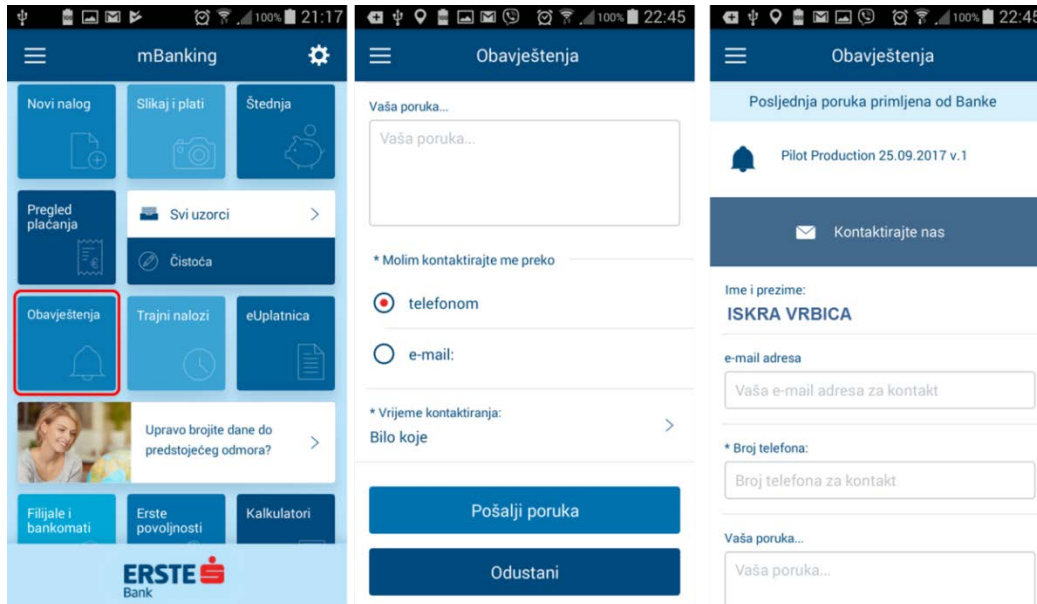 100% 21:17
mBanking
Novi nalog
Slikaj i plati
Štednja
Pregled
plaćanja
€
Svi uzorci
Čistoća
Obavještenja
Trajni nalozi
eUplatnica
Upravo brojite dane do
predstojećeg odmora?
Filijale i
bankomati
Erste
povoljnosti
Kalkulatori
ERSTE
Bank
100% 22:45
Obavještenja
Vaša poruka...
Vaša poruka...
* Molim kontaktirajte me preko
telefonom
e-mail:
* Vrijeme kontaktiranja:
Bilo koje
Pošalji poruka
Odustani
100% 22:45
Obavještenja
Posljednja poruka primljena od Banke
Pilot Production 25.09.2017 v.1
Kontaktirajte nas
Ime i prezime:
ISKRA VRBICA
e-mail adresa
Vaša e-mail adresa za kontakt
* Broj telefona:
Broj telefona za kontakt
Vaša poruka...
Vaša poruka...